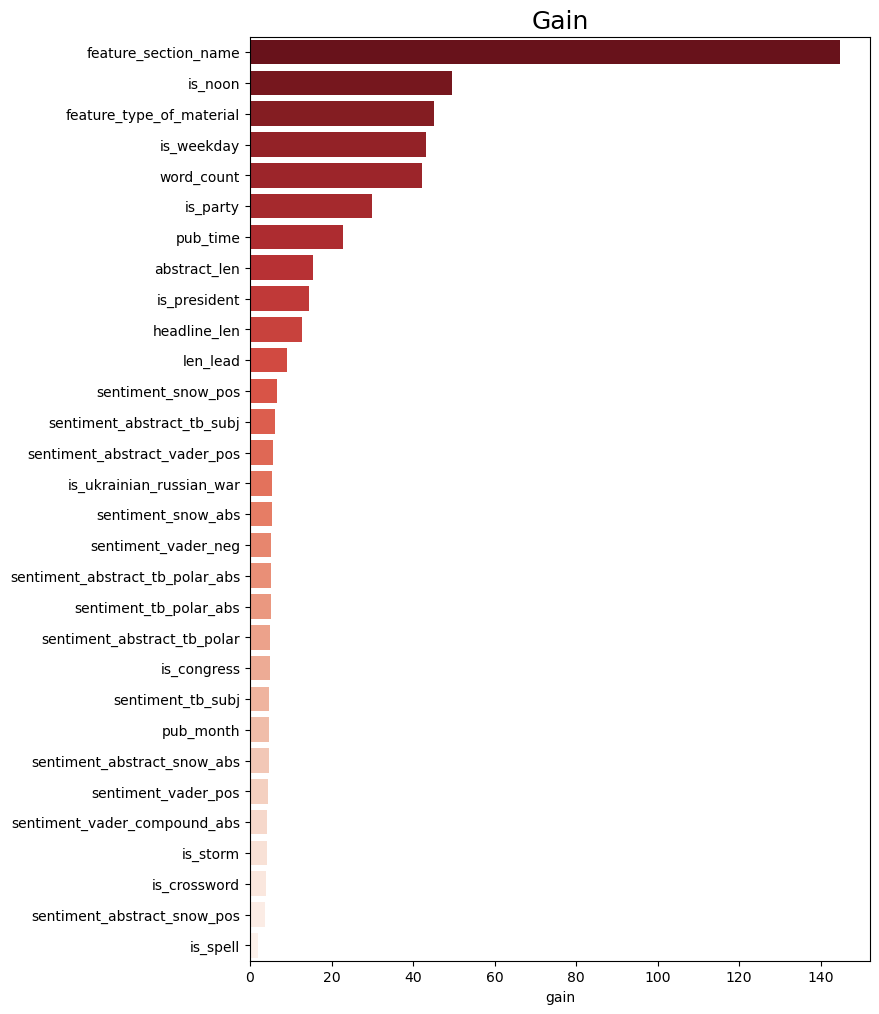 Gain
feature_section_name
is_noon
feature_type_of_material
is_weekday
word_count
is_party
pub_time
abstract_len
is_president
headline_len
len_lead
sentiment_snow_pos
sentiment_abstract_tb_subj
sentiment_abstract_vader_pos
is_ukrainian_russian_war
sentiment_snow_abs
sentiment_vader_neg
sentiment_abstract_tb_polar_abs
sentiment_tb_polar_abs
sentiment_abstract_tb_polar
is_congress
sentiment_tb_subj
pub_month
sentiment_abstract_snow_abs
sentiment_vader_pos
sentiment_vader_compound_abs
is_storm
is_crossword
sentiment_abstract_snow_pos
is_spell
0 20 40 60 80 100 120 140
gain